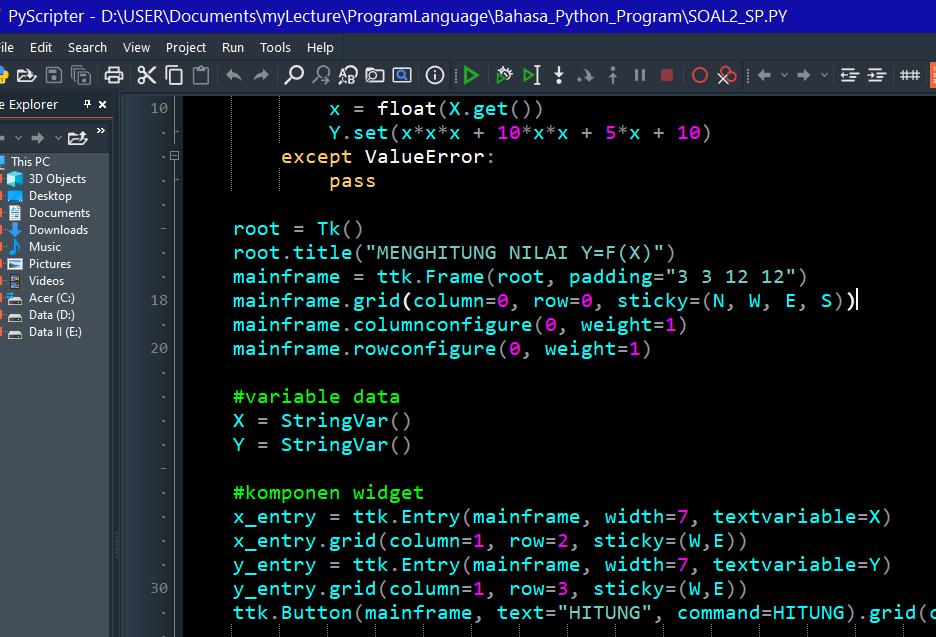 PyScripter - D:\USER\Documents\myLecture\ProgramLanguage\Bahasa_Python_Program\SOAL2_SP.PY
File Edit Search View Project Run Tools Help
e Explorer
This PC
3D Objects
Desktop
Documents
Downloads
Music
Pictures
Videos
Acer (C:)
Data (D:)
Data II (E:)
10 x = float(X.get())
Y.set(x*x*x + 10*x*x + 5*x + 10)
except ValueError:
pass
root = Tk()
root.title("MENGHITUNG NILAI Y=F(X)")
mainframe = ttk.Frame(root, padding="3 3 12 12")
18 mainframe.grid(column=0, row=0, sticky=(N, W, E, S))
mainframe.columnconfigure(0, weight=1)
20 mainframe.rowconfigure(0, weight=1)
#variable data
X = StringVar()
Y = StringVar()
#komponen widget
x_entry = ttk.Entry(mainframe, width=7, textvariable=X)
x_entry.grid(column=1, row=2, sticky=(W,E))
y_entry = ttk.Entry(mainframe, width=7, textvariable=Y)
30 y_entry.grid(column=1, row=3, sticky=(W,E))
ttk.Button(mainframe, text="HITUNG", command=HITUNG).grid(c